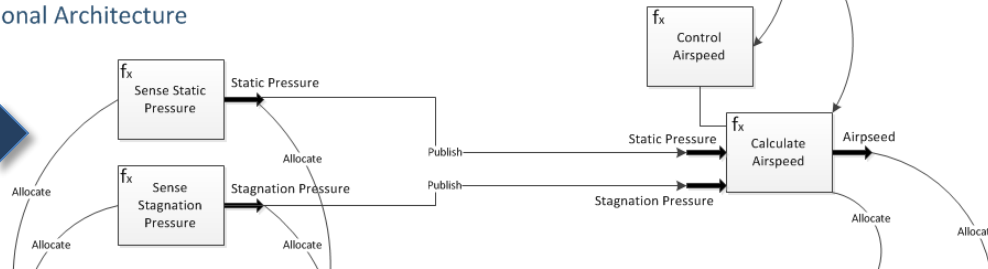 onal Architecture
fx
Control
Airspeed
fx
Sense Static
Pressure
Static Pressure
Static Pressure
fx
Calculate
Airspeed
Airpseed
Publish
Allocate
fx
Sense
Stagnation
Pressure
Stagnation Pressure
Publish
Stagnation Pressure
Allocate
Allocate
Allocate
Allocate
Allocat